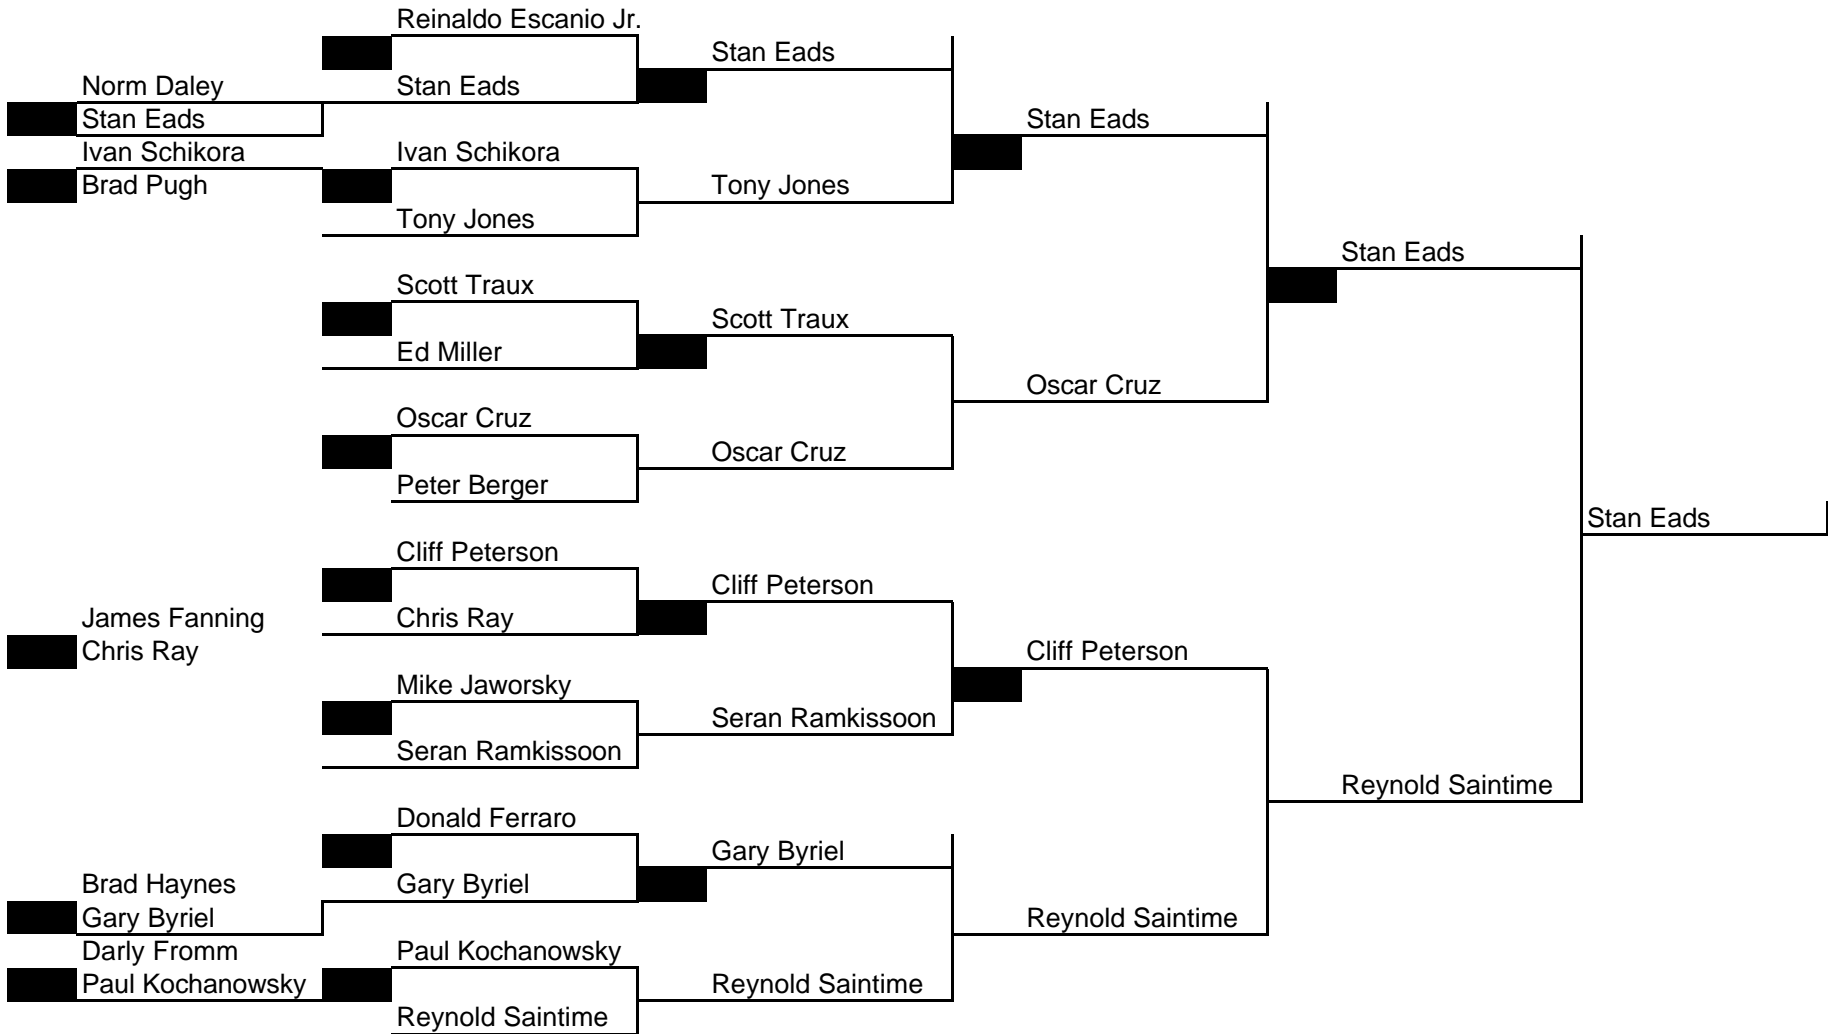 Reinaldo Escanio Jr.
Stan Eads
Norm Daley
Stan Eads
Stan Eads
Stan Eads
Ivan Schikora
Ivan Schikora
Brad Pugh
Tony Jones
Tony Jones
Stan Eads
Scott Traux
Scott Traux
Ed Miller
Oscar Cruz
Oscar Cruz
Oscar Cruz
Peter Berger
Stan Eads
Cliff Peterson
Cliff Peterson
James Fanning
Chris Ray
Chris Ray
Cliff Peterson
Mike Jaworsky
Seran Ramkissoon
Seran Ramkissoon
Reynold Saintime
Donald Ferraro
Gary Byriel
Brad Haynes
Gary Byriel
Gary Byriel
Reynold Saintime
Darly Fromm
Paul Kochanowsky
Paul Kochanowsky
Reynold Saintime
Reynold Saintime